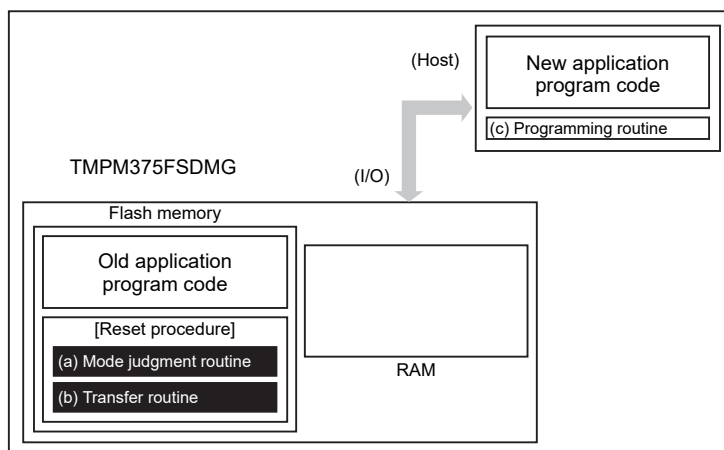 (Host)
New application
program code
(c) Programming routine
TMPM375FSDMG
(I/O)
Flash memory
Old application
program code
[Reset procedure]
(a) Mode judgment routine
(b) Transfer routine
RAM